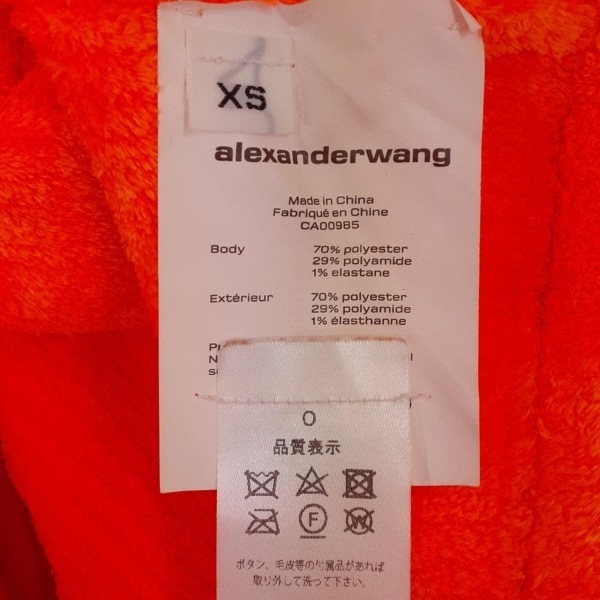 XS
alexanderwang
Made in China
Fabriqué en Chine
CA00985
Body 70% polyester
29% polyamide
1% elastane
Extérieur 70% polyester
29% polyamide
1% élasthanne
0
品質表示
F W
ボタン、毛皮等の付属品があれば
取り外して洗って下さい。